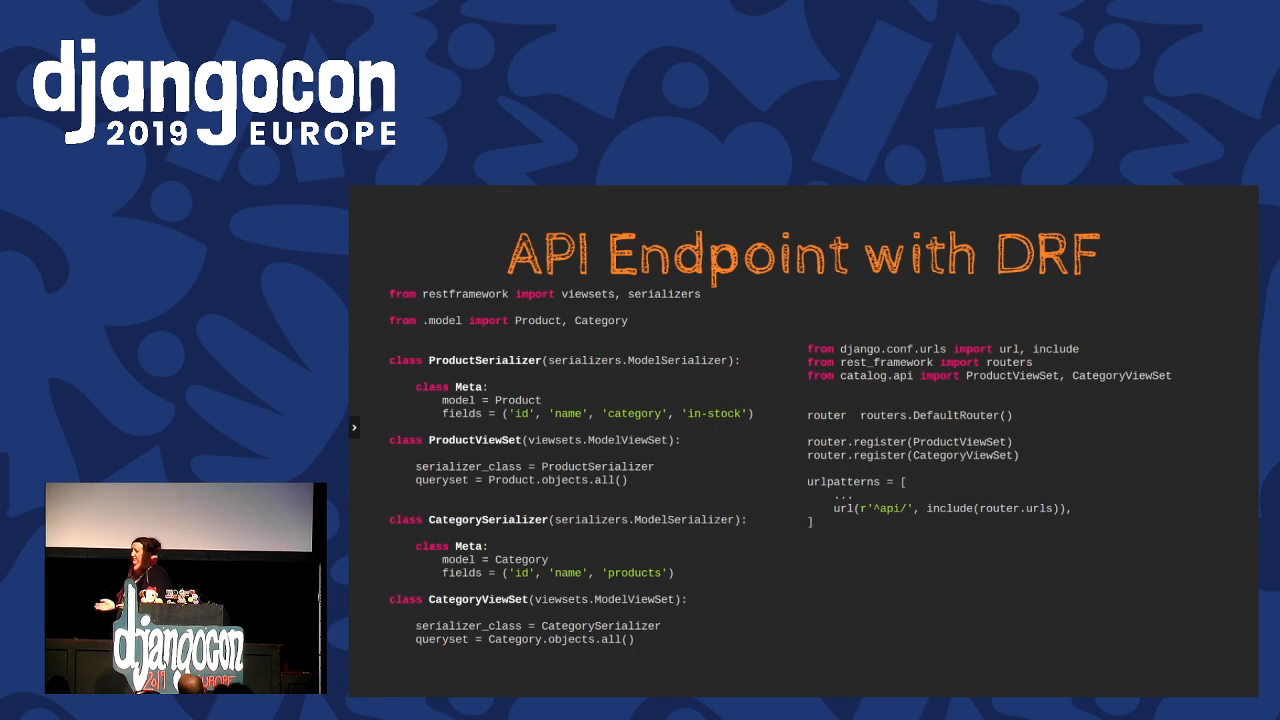 djangocon
2019 EUROPE
API Endpoint with DRF
from restframework import viewsets, serializers
from .model import Product, Category
class ProductSerializer(serializers.ModelSerializer):
class Meta:
model = Product
fields = ('id', 'name', 'category', 'in-stock')
class ProductViewSet(viewsets.ModelViewSet):
serializer_class = ProductSerializer
queryset = Product.objects.all()
class CategorySerializer(serializers.ModelSerializer):
class Meta:
model = Category
fields = ('id', 'name', 'products')
class CategoryViewSet(viewsets.ModelViewSet):
serializer_class = CategorySerializer
queryset = Category.objects.all()
from django.conf.urls import url, include
from rest_framework import routers
from catalog.api import ProductViewSet, CategoryViewSet
router  routers.DefaultRouter()
router.register(ProductViewSet)
router.register(CategoryViewSet)
urlpatterns = [
...
url(r'^api/', include(router.urls)),
]
djangocon
2019 EUROPE